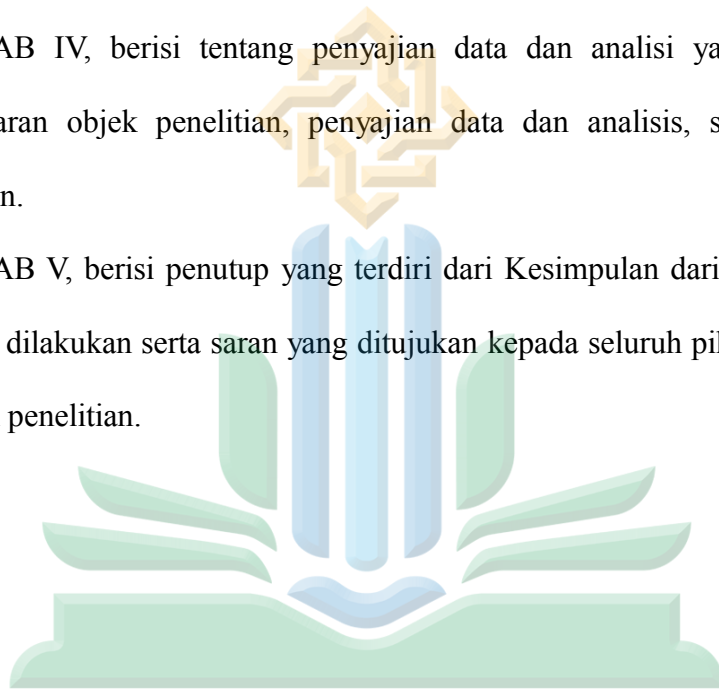 AB IV, berisi tentang penyajian data dan analisi ya
aran objek penelitian, penyajian data dan analisis, s
n.
AB V, berisi penutup yang terdiri dari Kesimpulan dari
dilakukan serta saran yang ditujukan kepada seluruh pi
penelitian.